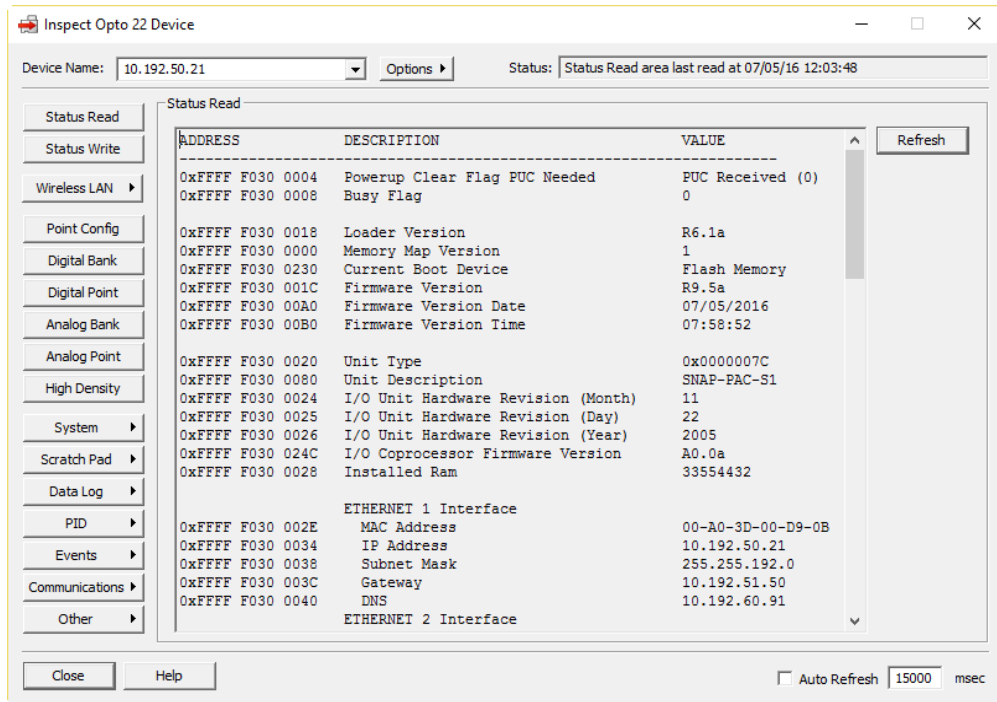 Inspect Opto 22 Device
Device Name: 10.192.50.21 Options Status: Status Read area last read at 07/05/16 12:03:48
Status Read
Status Write
Wireless LAN
Point Config
Digital Bank
Digital Point
Analog Bank
Analog Point
High Density
System
Scratch Pad
Data Log
PID
Events
Communications
Other
Status Read
ADDRESS DESCRIPTION VALUE
--------------------------------------------------------------------------
0xFFFF F030 0004 Powerup Clear Flag PUC Needed PUC Received (0)
0xFFFF F030 0008 Busy Flag 0
0xFFFF F030 0018 Loader Version R6.1a
0xFFFF F030 0000 Memory Map Version 1
0xFFFF F030 0230 Current Boot Device Flash Memory
0xFFFF F030 001C Firmware Version R9.5a
0xFFFF F030 00A0 Firmware Version Date 07/05/2016
0xFFFF F030 00B0 Firmware Version Time 07:58:52
0xFFFF F030 0020 Unit Type 0x0000007C
0xFFFF F030 0080 Unit Description SNAP-PAC-S1
0xFFFF F030 0024 I/O Unit Hardware Revision (Month) 11
0xFFFF F030 0025 I/O Unit Hardware Revision (Day) 22
0xFFFF F030 0026 I/O Unit Hardware Revision (Year) 2005
0xFFFF F030 024C I/O Coprocessor Firmware Version A0.0a
0xFFFF F030 0028 Installed Ram 33554432
ETHERNET 1 Interface
0xFFFF F030 002E MAC Address 00-A0-3D-00-D9-0B
0xFFFF F030 0034 IP Address 10.192.50.21
0xFFFF F030 0038 Subnet Mask 255.255.192.0
0xFFFF F030 003C Gateway 10.192.51.50
0xFFFF F030 0040 DNS 10.192.60.91
ETHERNET 2 Interface
Refresh
Close Help Auto Refresh 15000 msec